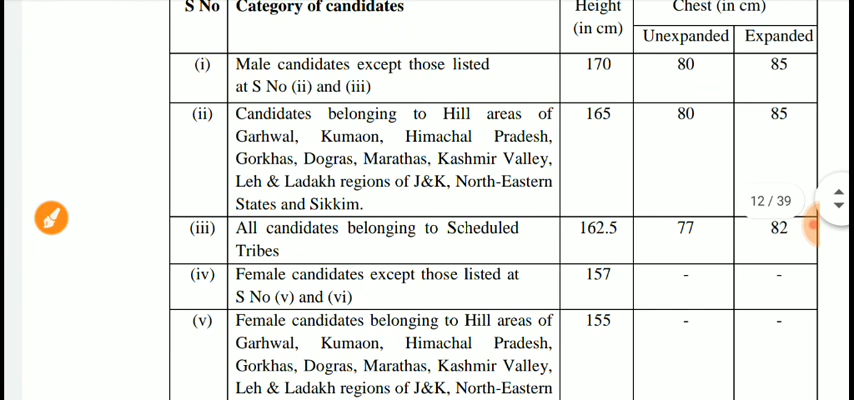 S No Category of candidates Height Chest (in cm)
(in cm) Unexpanded Expanded
(i) Male candidates except those listed 170 80 85
at S No (ii) and (iii)
(ii) Candidates belonging to Hill areas of 165 80 85
Garhwal, Kumaon, Himachal Pradesh,
Gorkhas, Dogras, Marathas, Kashmir Valley,
Leh & Ladakh regions of J&K, North-Eastern
States and Sikkim.
12 / 39
(iii) All candidates belonging to Scheduled 162.5 77 82
Tribes
(iv) Female candidates except those listed at 157 - -
S No (v) and (vi)
(v) Female candidates belonging to Hill areas of 155 - -
Garhwal, Kumaon, Himachal Pradesh,
Gorkhas, Dogras, Marathas, Kashmir Valley,
Leh & Ladakh regions of J&K, North-Eastern